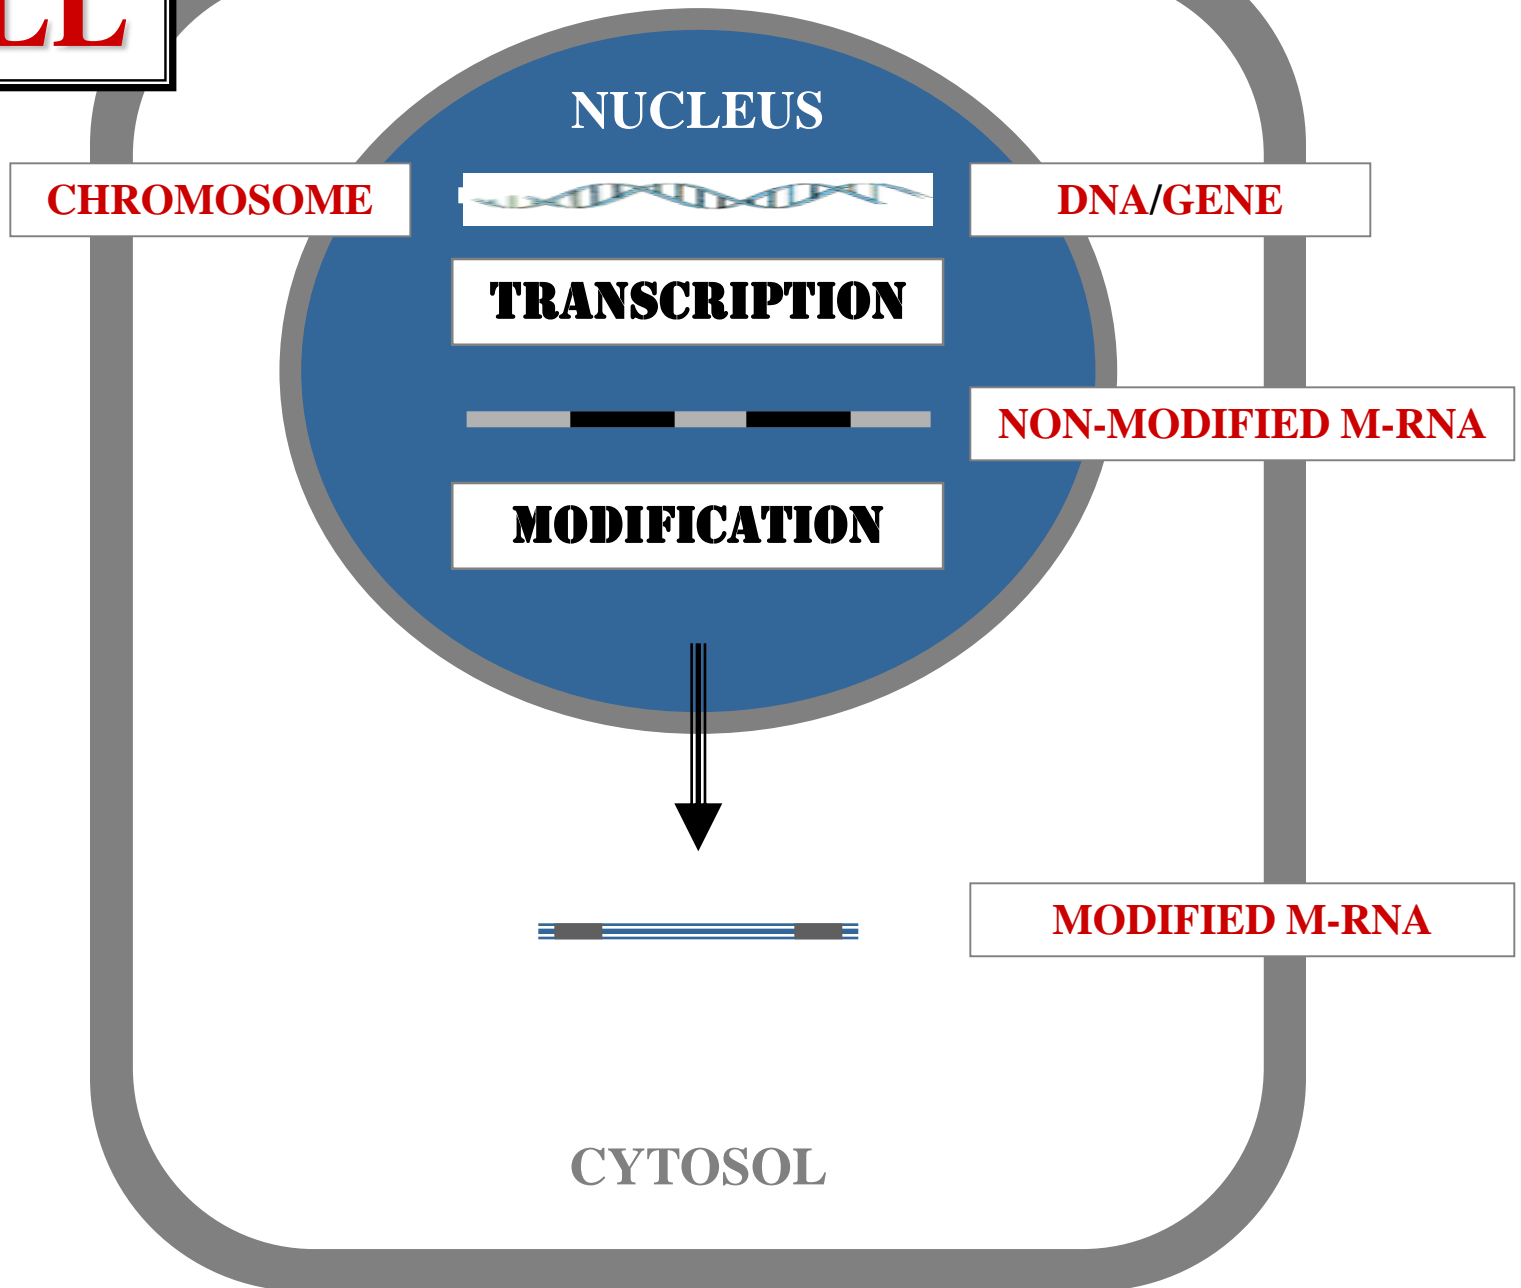 LL
NUCLEUS
CHROMOSOME
DNA/GENE
TRANSCRIPTION
NON-MODIFIED M-RNA
MODIFICATION
MODIFIED M-RNA
CYTOSOL